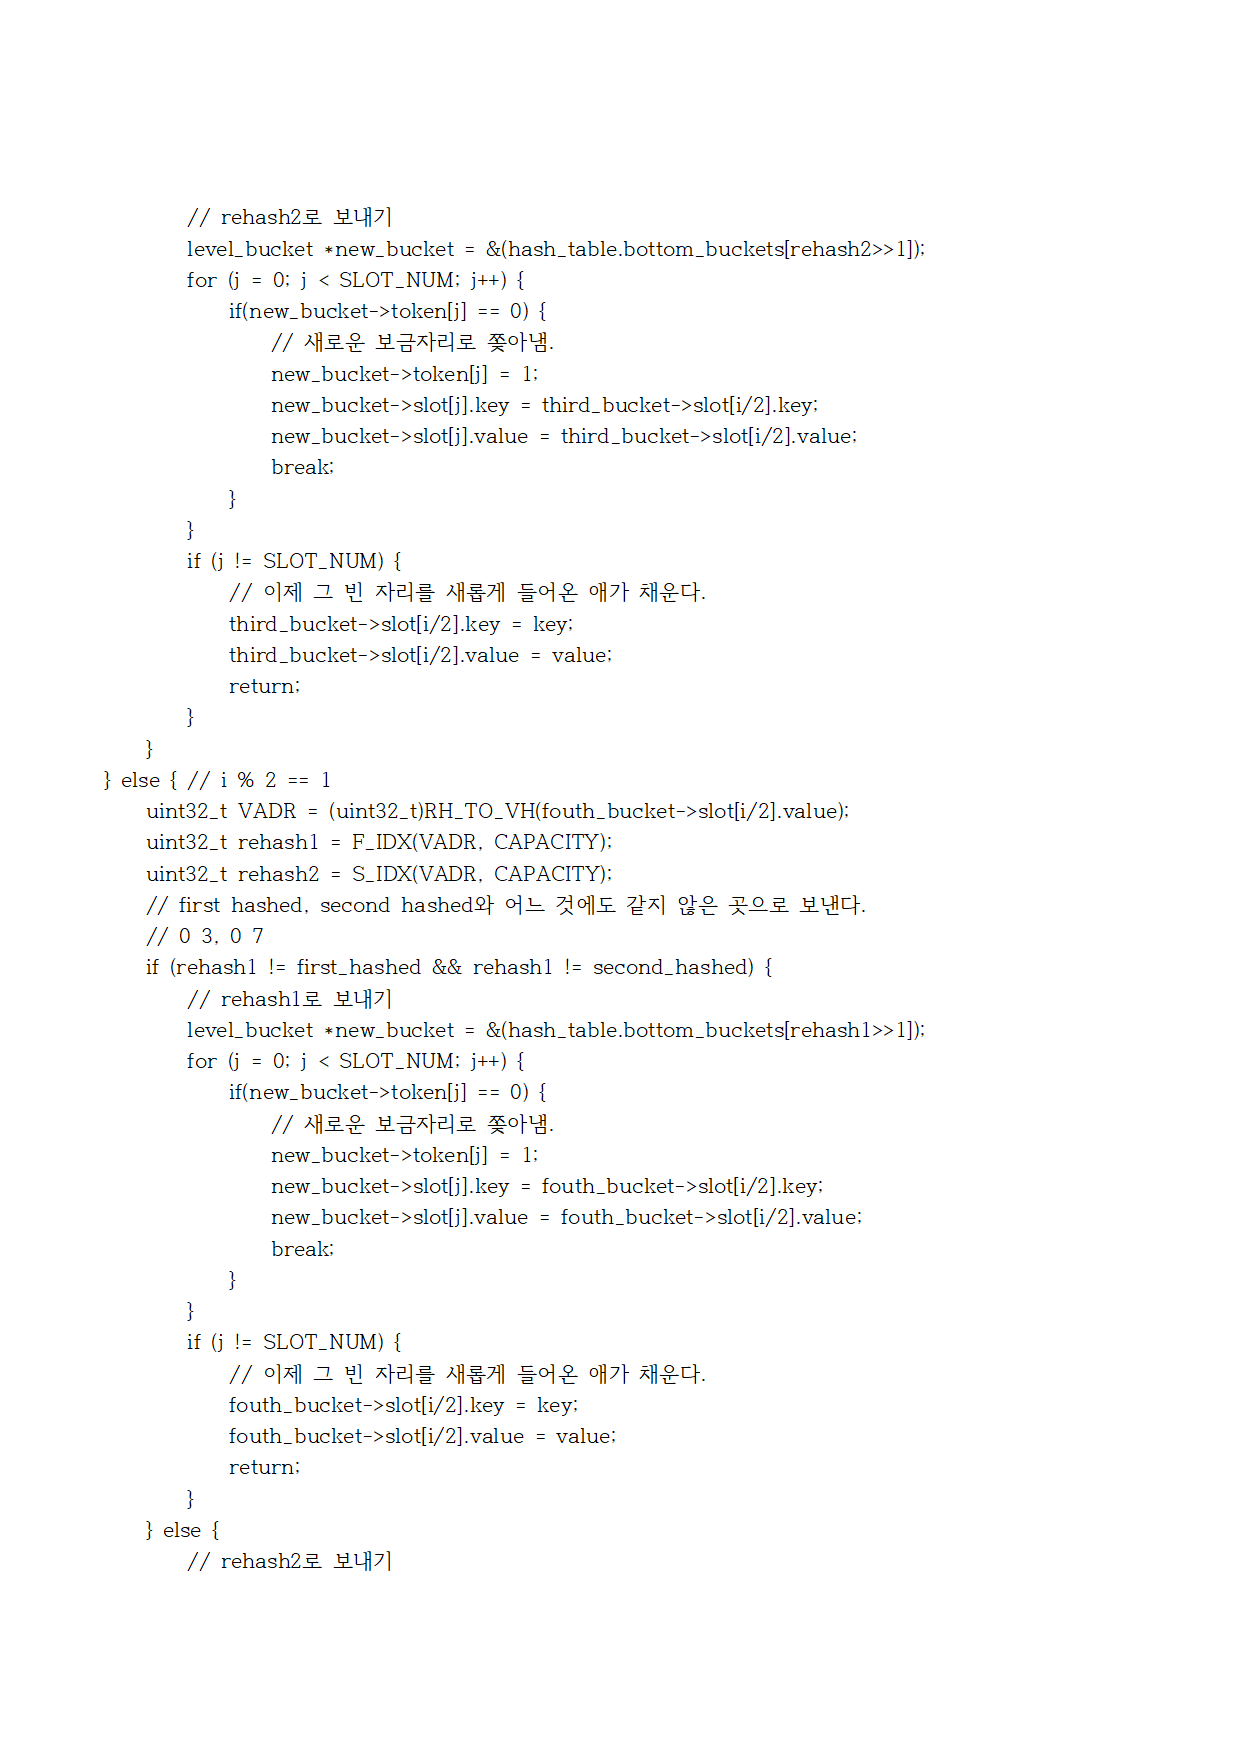 // rehash2로 보내기
level_bucket *new_bucket = &(hash_table.bottom_buckets[rehash2>>1]);
for (j = 0; j < SLOT_NUM; j++) {
if(new_bucket->token[j] == 0) {
// 새로운 보금자리로 쫓아냄.
new_bucket->token[j] = 1;
new_bucket->slot[j].key = third_bucket->slot[i/2].key;
new_bucket->slot[j].value = third_bucket->slot[i/2].value;
break;
}
}
if (j != SLOT_NUM) {
// 이제 그 빈 자리를 새롭게 들어온 애가 채운다.
third_bucket->slot[i/2].key = key;
third_bucket->slot[i/2].value = value;
return;
}
}
} else { // i % 2 == 1
uint32_t VADR = (uint32_t)RH_TO_VH(fouth_bucket->slot[i/2].value);
uint32_t rehash1 = F_IDX(VADR, CAPACITY);
uint32_t rehash2 = S_IDX(VADR, CAPACITY);
// first hashed, second hashed와 어느 것에도 같지 않은 곳으로 보낸다.
// 0 3, 0 7
if (rehash1 != first_hashed && rehash1 != second_hashed) {
// rehash1로 보내기
level_bucket *new_bucket = &(hash_table.bottom_buckets[rehash1>>1]);
for (j = 0; j < SLOT_NUM; j++) {
if(new_bucket->token[j] == 0) {
// 새로운 보금자리로 쫓아냄.
new_bucket->token[j] = 1;
new_bucket->slot[j].key = fouth_bucket->slot[i/2].key;
new_bucket->slot[j].value = fouth_bucket->slot[i/2].value;
break;
}
}
if (j != SLOT_NUM) {
// 이제 그 빈 자리를 새롭게 들어온 애가 채운다.
fouth_bucket->slot[i/2].key = key;
fouth_bucket->slot[i/2].value = value;
return;
}
} else {
// rehash2로 보내기